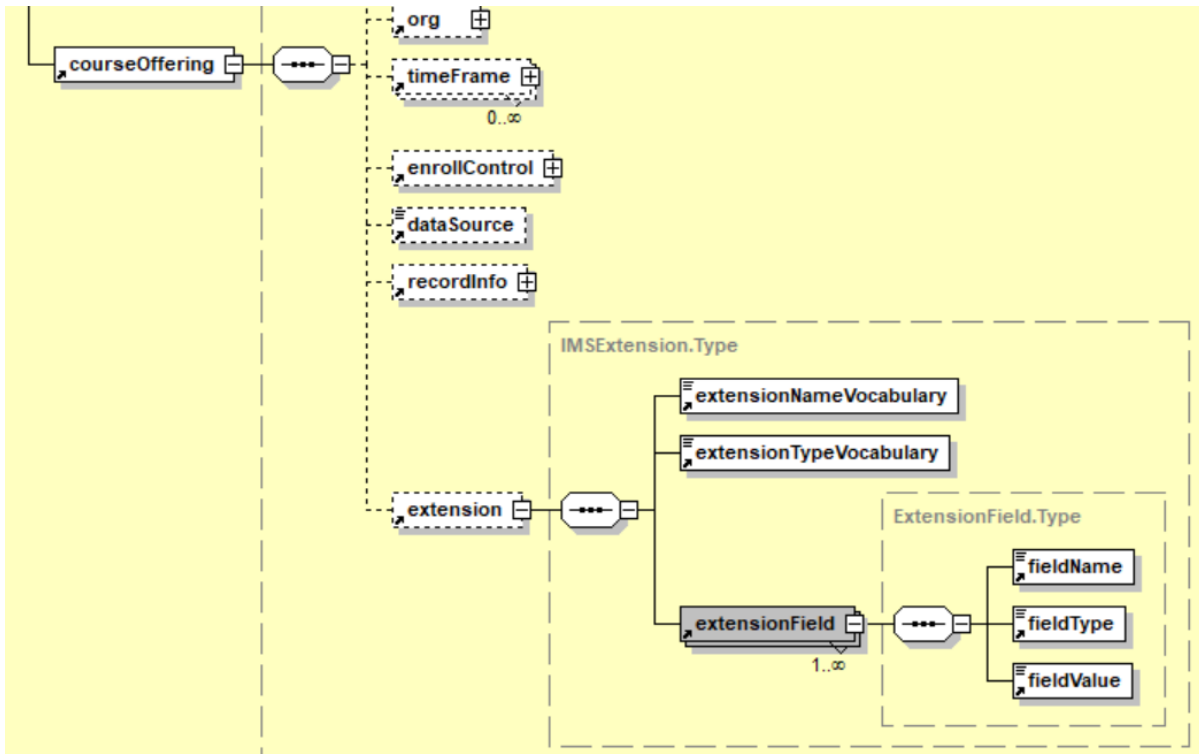 org
courseOffering
timeFrame
0..∞
enrollControl
dataSource
recordInfo
IMSExtension.Type
extensionNameVocabulary
extensionTypeVocabulary
extension
ExtensionField.Type
fieldName
extensionField
fieldType
1..∞
fieldValue